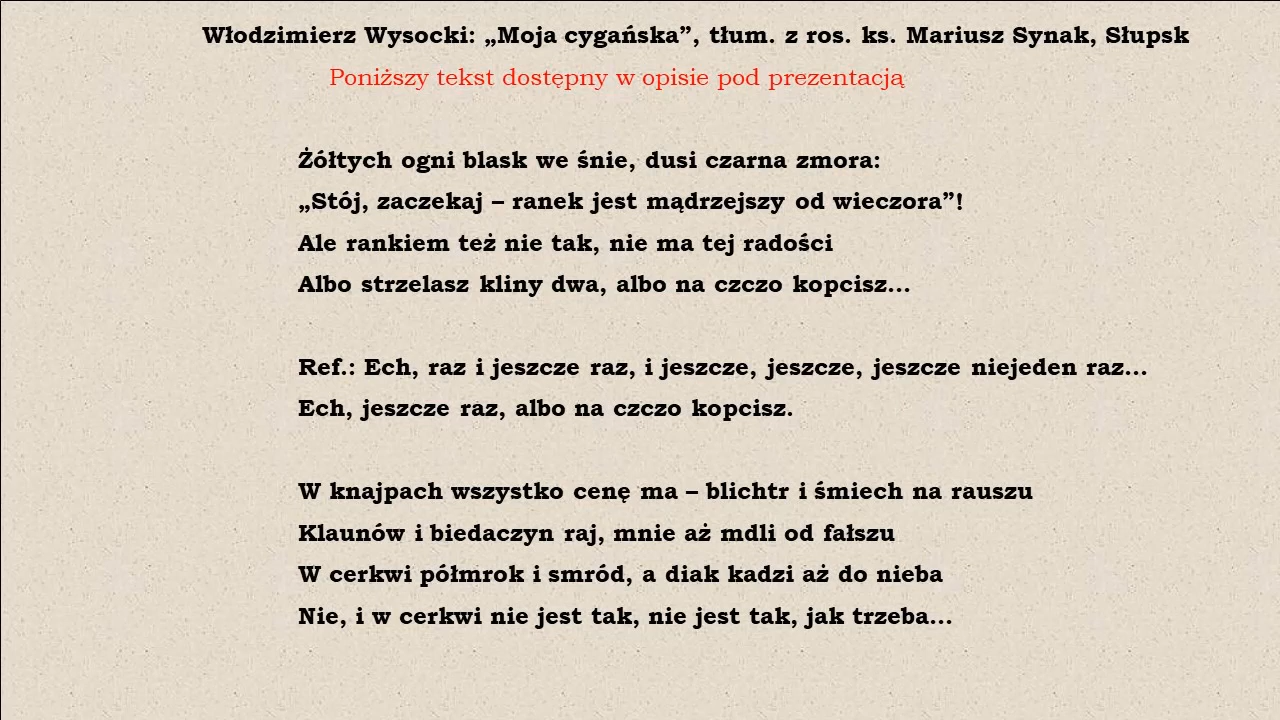 Włodzimierz Wysocki: „Moja cygańska”, tłum. z ros. ks. Mariusz Synak, Słupsk
Poniższy tekst dostępny w opisie pod prezentacją
Żółtych ogni blask we śnie, dusi czarna zmora:
„Stój, zaczekaj – ranek jest mądrzejszy od wieczora”!
Ale rankiem też nie tak, nie ma tej radości
Albo strzelasz kliny dwa, albo na czczo kopcisz...
Ref.: Ech, raz i jeszcze raz, i jeszcze, jeszcze, jeszcze niejeden raz...
Ech, jeszcze raz, albo na czczo kopcisz.
W knajpach wszystko cenę ma – blichtr i śmiech na rauszu
Klaunów i biedaczyn raj, mnie aż mdli od fałszu
W cerkwi półmrok i smród, a diak kadzi aż do nieba
Nie, i w cerkwi nie jest tak, nie jest tak, jak trzeba...